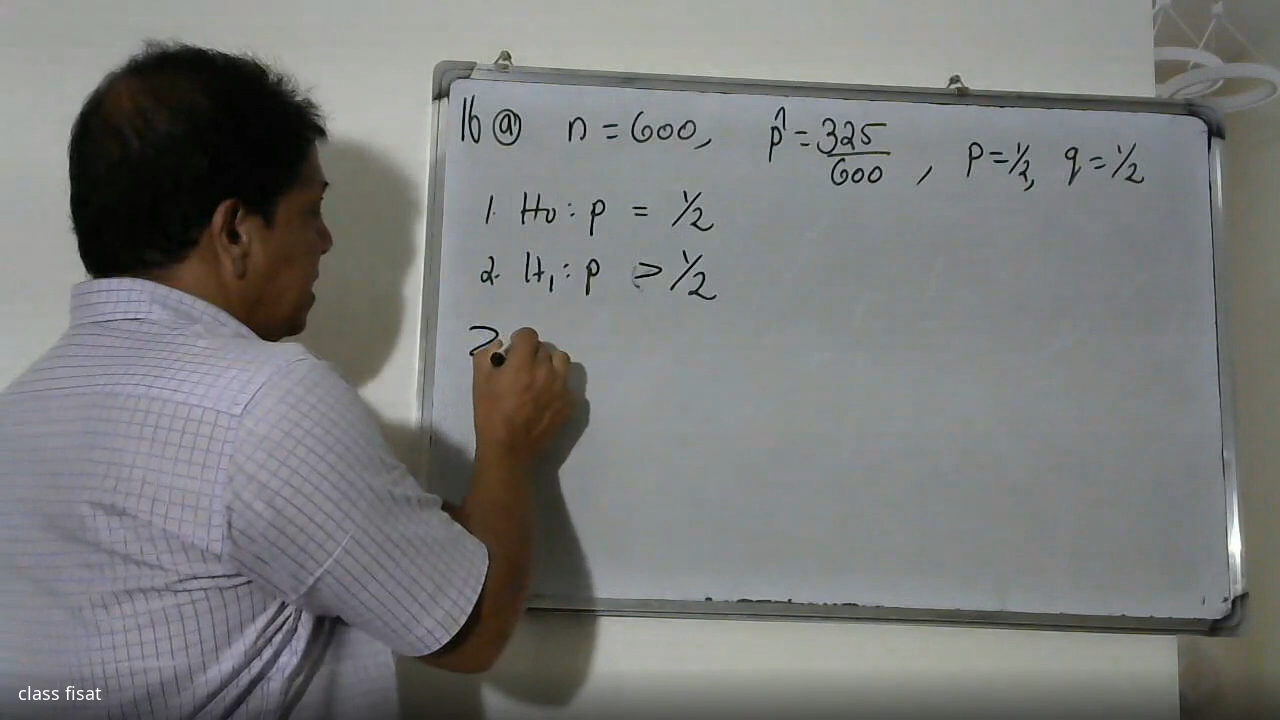 16 ⓐ n = 600, p̂ = 325/600, p = 1/2, q = 1/2
1. H0 : p = 1/2
2. H1 : p > 1/2
class fisat